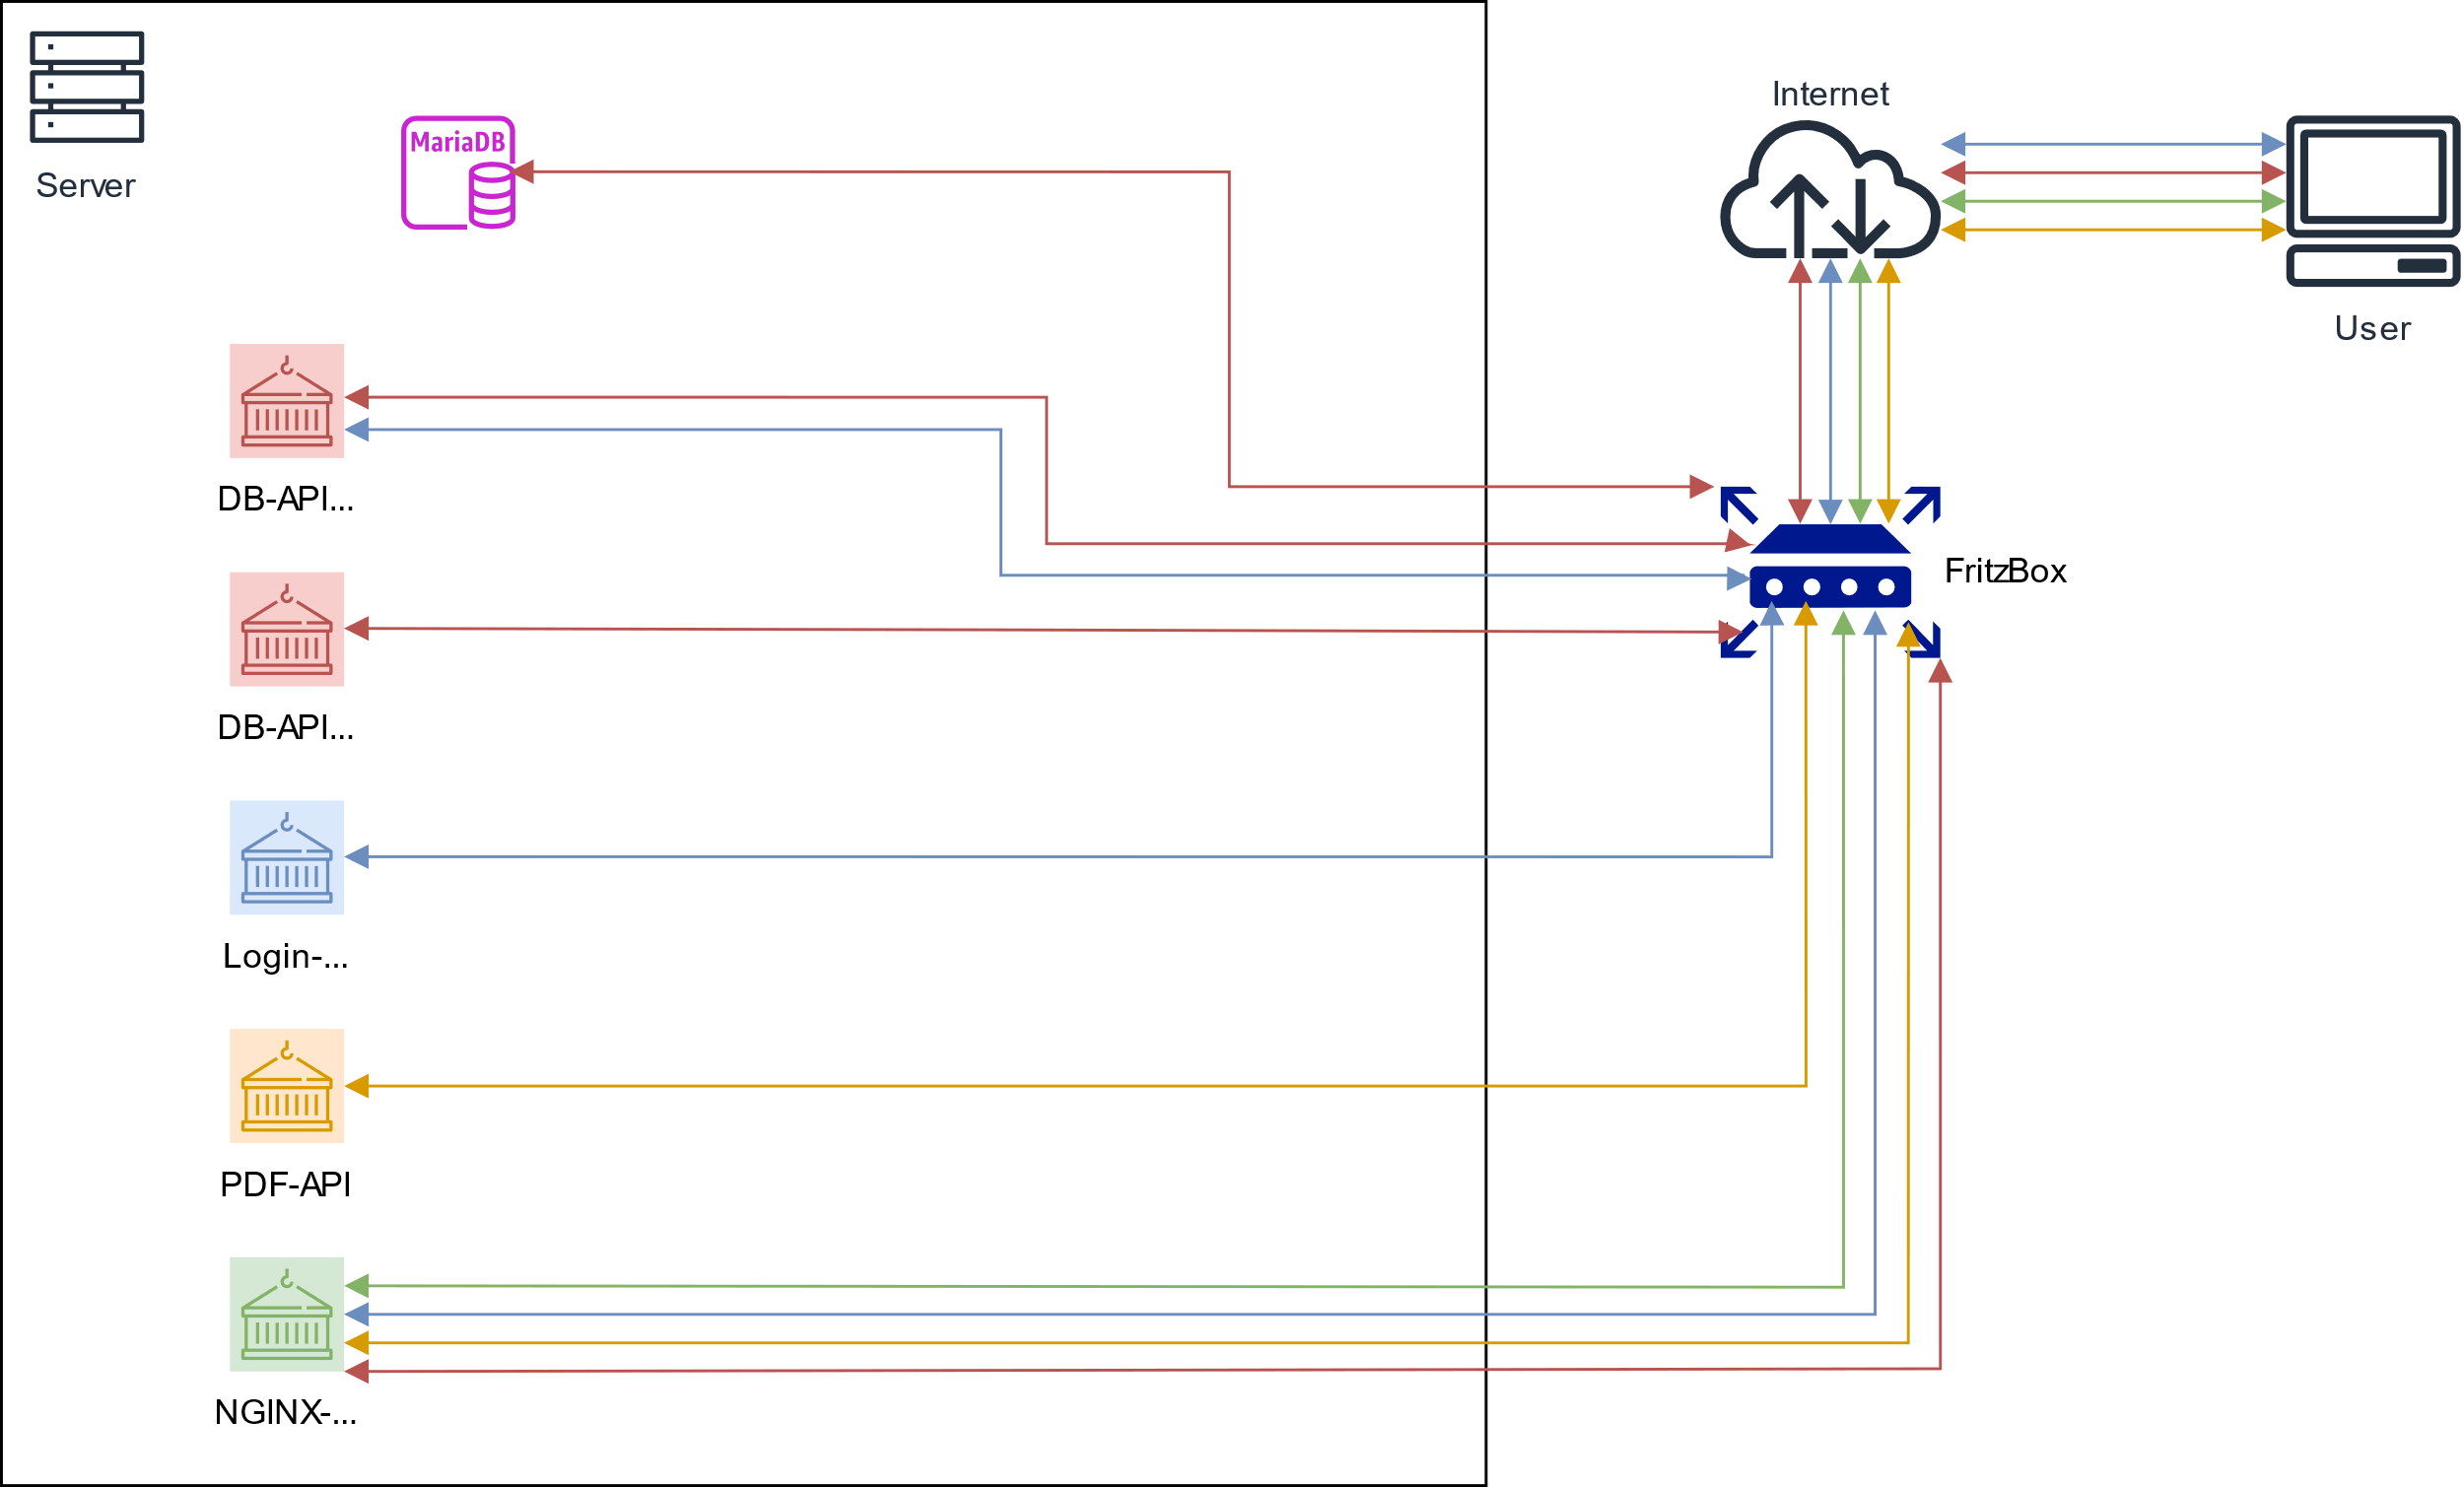 Server
MariaDB
Internet
User
DB-API...
FritzBox
DB-API...
Login-...
PDF-API
NGINX-...